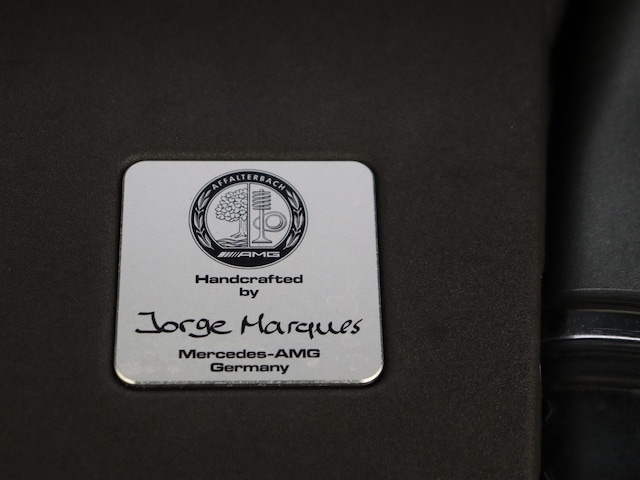 AFFALTERBACH
AMG
Handcrafted
by
Jorge Marques
Mercedes-AMG
Germany